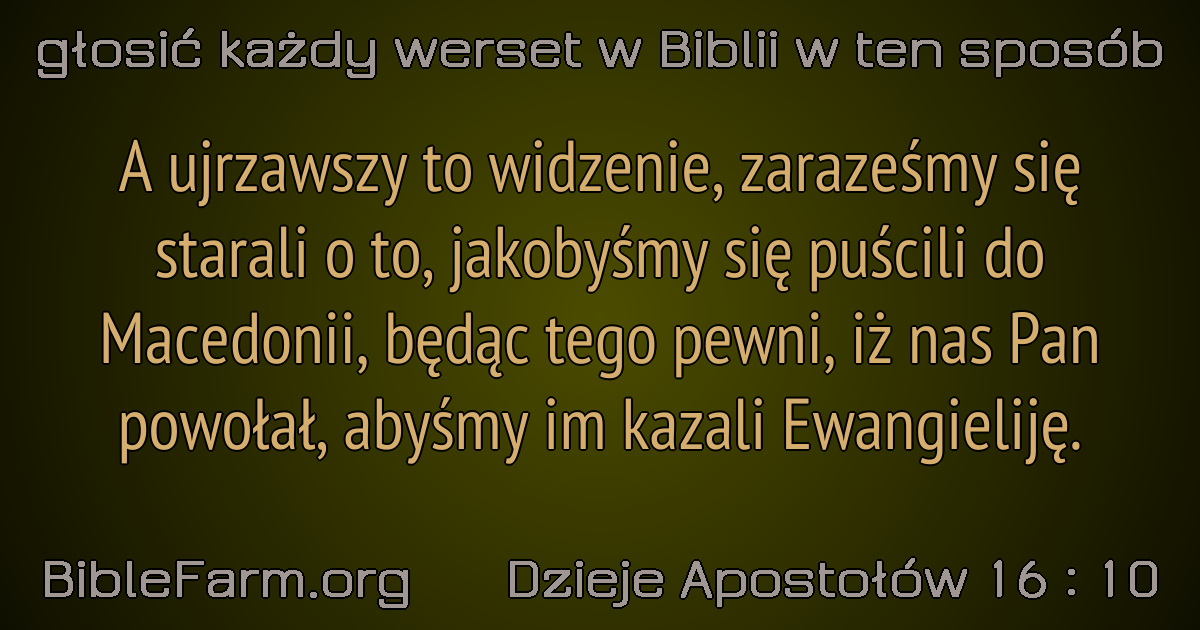 głosić każdy werset w Biblii w ten sposób
A ujrzawszy to widzenie, zaraześmy się
starali o to, jakobyśmy się puścili do
Macedonii, będąc tego pewni, iż nas Pan
powołał, abyśmy im kazali Ewangieliję.
BibleFarm.org Dzieje Apostołów 16 : 10